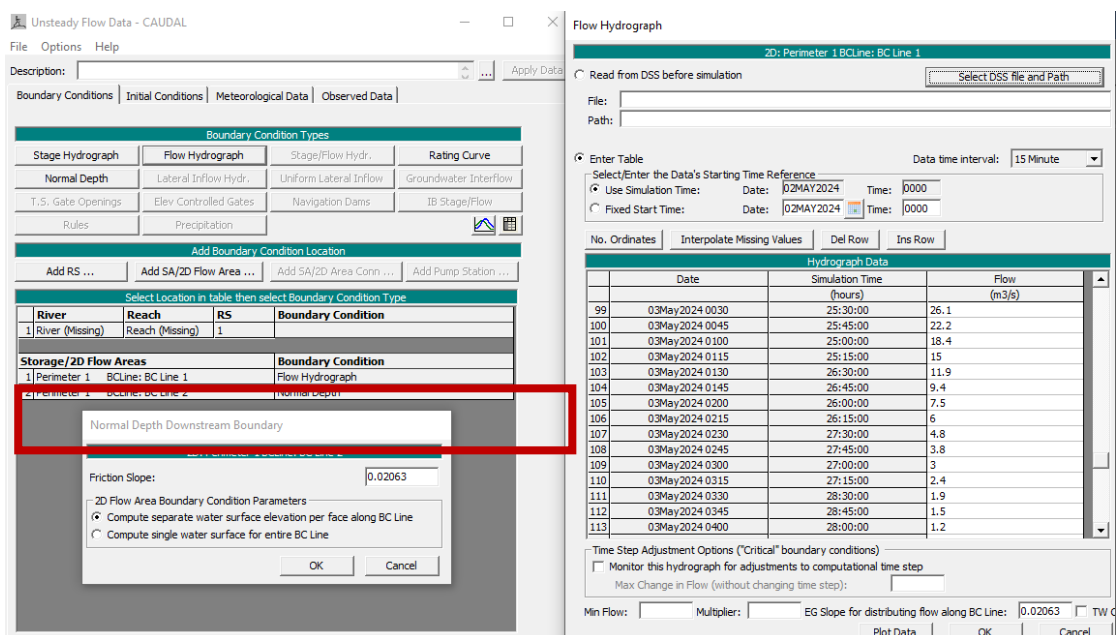 Unsteady Flow Data - CAUDAL
File Options Help
Description: ... Apply Data
Boundary Conditions Initial Conditions Meteorological Data Observed Data
Boundary Condition Types
Stage Hydrograph Flow Hydrograph Stage/Flow Hydr. Rating Curve
Normal Depth Lateral Inflow Hydr. Uniform Lateral Inflow Groundwater Interflow
T.S. Gate Openings Elev Controlled Gates Navigation Dams IB Stage/Flow
Rules Precipitation
Add Boundary Condition Location
Add RS ... Add SA/2D Flow Area ... Add SA/2D Area Conn ... Add Pump Station ...
Select Location in table then select Boundary Condition Type
River Reach RS Boundary Condition
1 River (Missing) Reach (Missing) 1
Storage/2D Flow Areas Boundary Condition
1 Perimeter 1 BCLine: BC Line 1 Flow Hydrograph
2 Perimeter 1 BCLine: BC Line 2 Normal Depth
Normal Depth Downstream Boundary
2D: Perimeter 1 BCLine: BC Line 2
Friction Slope: 0.02063
2D Flow Area Boundary Condition Parameters
Compute separate water surface elevation per face along BC Line
Compute single water surface for entire BC Line
OK Cancel
Flow Hydrograph
2D: Perimeter 1 BCLine: BC Line 1
Read from DSS before simulation Select DSS file and Path
File:
Path:
Enter Table Data time interval: 15 Minute
Select/Enter the Data's Starting Time Reference
Use Simulation Time: Date: 02MAY2024 Time: 0000
Fixed Start Time: Date: 02MAY2024 Time: 0000
No. Ordinates Interpolate Missing Values Del Row Ins Row
Hydrograph Data
Date Simulation Time Flow
(hours) (m3/s)
99 03May2024 0030 25:30:00 26.1
100 03May2024 0045 25:45:00 22.2
101 03May2024 0100 25:00:00 18.4
102 03May2024 0115 25:15:00 15
103 03May2024 0130 26:30:00 11.9
104 03May2024 0145 26:45:00 9.4
105 03May2024 0200 26:00:00 7.5
106 03May2024 0215 26:15:00 6
107 03May2024 0230 27:30:00 4.8
108 03May2024 0245 27:45:00 3.8
109 03May2024 0300 27:00:00 3
110 03May2024 0315 27:15:00 2.4
111 03May2024 0330 28:30:00 1.9
112 03May2024 0345 28:45:00 1.5
113 03May2024 0400 28:00:00 1.2
Time Step Adjustment Options ("Critical" boundary conditions)
Monitor this hydrograph for adjustments to computational time step
Max Change in Flow (without changing time step):
Min Flow: Multiplier: EG Slope for distributing flow along BC Line: 0.02063 TW
Plot Data OK Cancel